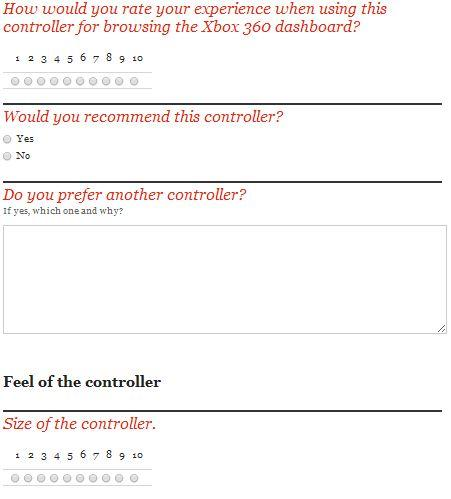 How would you rate your experience when using this
controller for browsing the Xbox 360 dashboard?
1 2 3 4 5 6 7 8 9 10
Would you recommend this controller?
Yes
No
Do you prefer another controller?
If yes, which one and why?
Feel of the controller
Size of the controller.
1 2 3 4 5 6 7 8 9 10